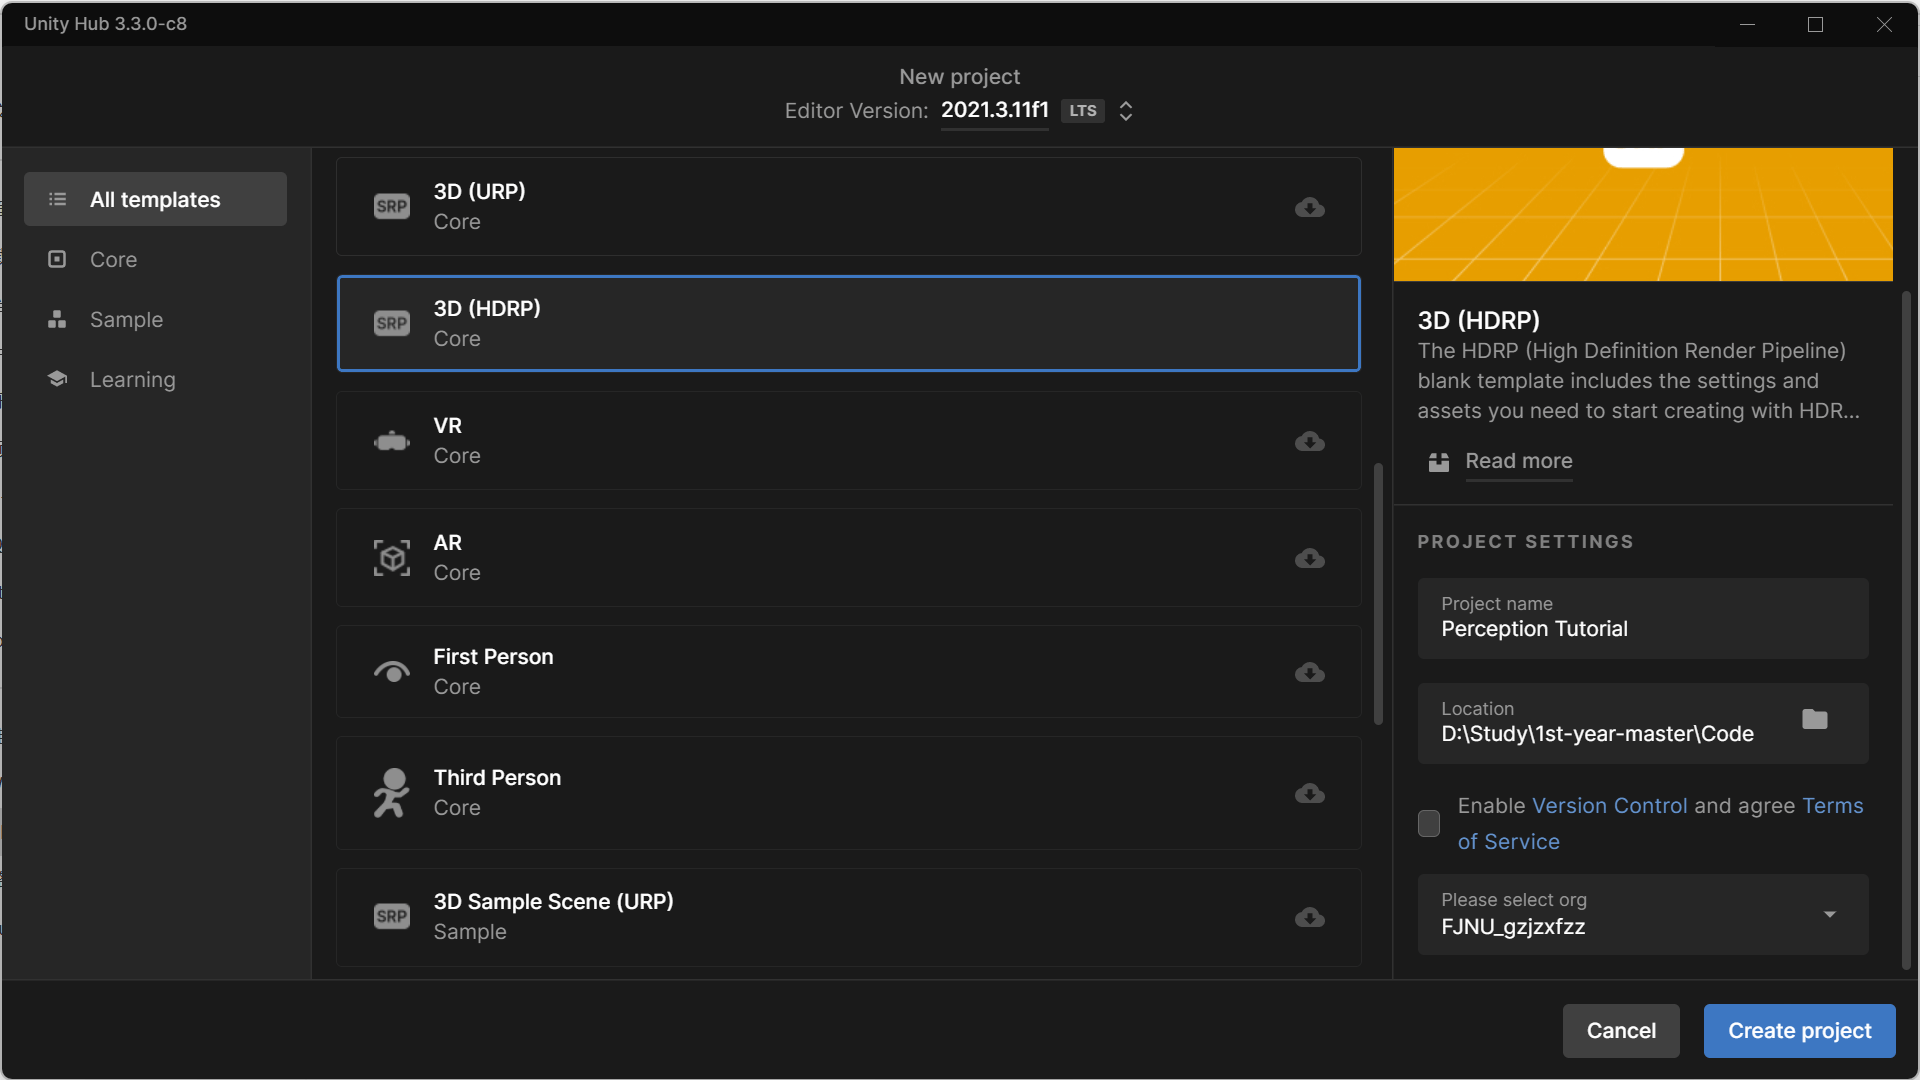 Unity Hub 3.3.0-c8
New project
Editor Version: 2021.3.11f1 LTS
All templates
Core
Sample
Learning
SRP
3D (URP)
Core
SRP
3D (HDRP)
Core
VR
Core
AR
Core
First Person
Core
Third Person
Core
SRP
3D Sample Scene (URP)
Sample
3D (HDRP)
The HDRP (High Definition Render Pipeline)
blank template includes the settings and
assets you need to start creating with HDR...
Read more
PROJECT SETTINGS
Project name
Perception Tutorial
Location
D:\Study\1st-year-master\Code
Enable Version Control and agree Terms
of Service
Please select org
FJNU_gzjzxfzz
Cancel
Create project